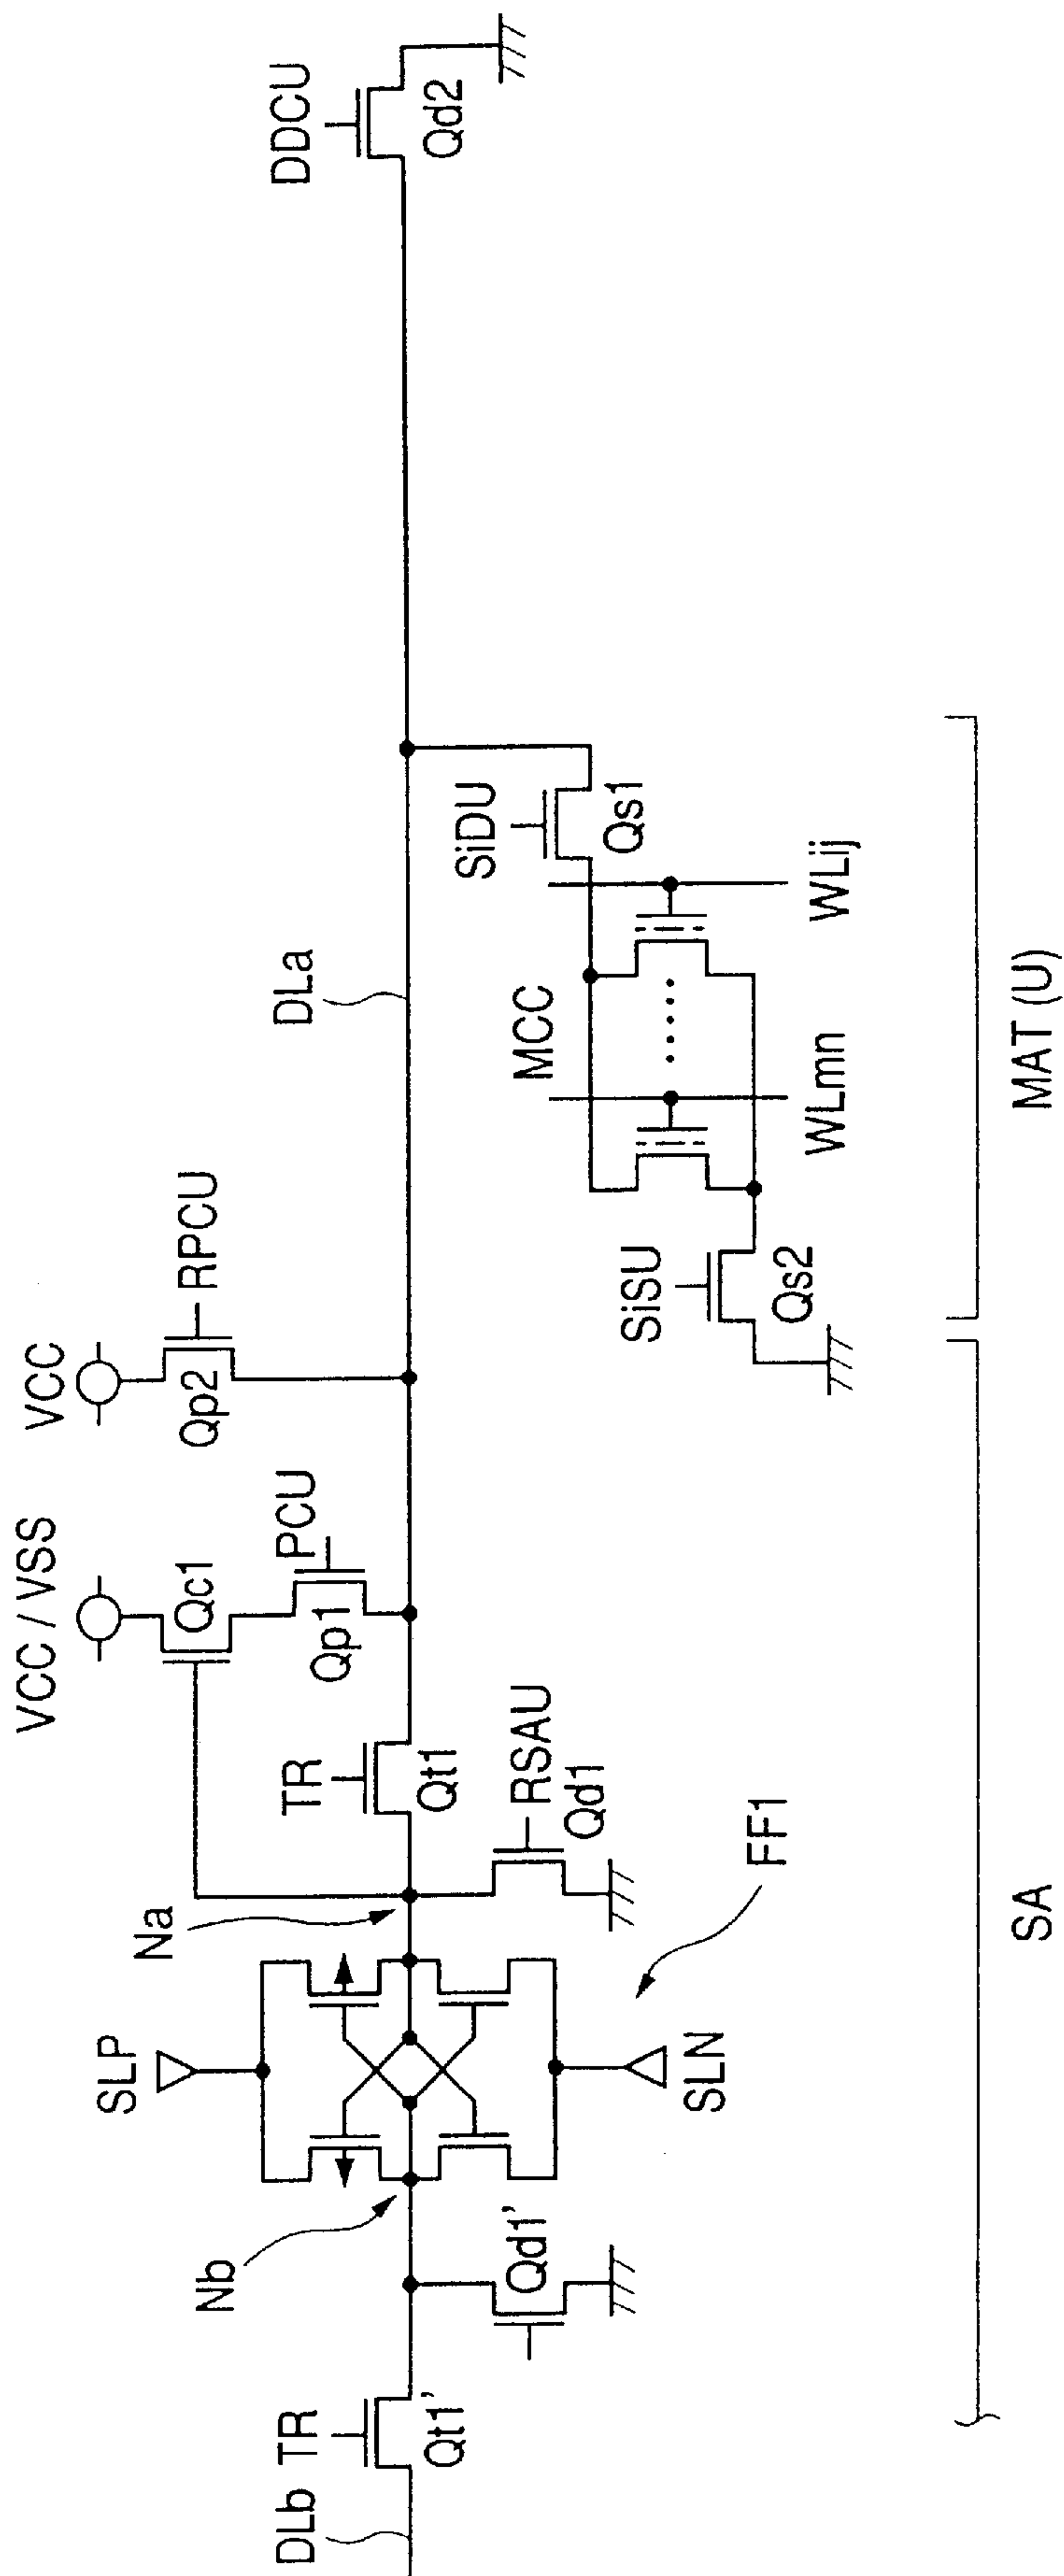 VCC / VSS
VCC
SLP
Qc1
PCU
Qp1
Qp2
RPCU
DLb
TR
Qt1'
Nb
Na
TR
Qt1
DLa
DDCU
Qd2
Qd1'
SLN
FF1
RSAU
Qd1
SiSU
Qs2
MCC
SiDU
Qs1
WLmn
WLij
SA
MAT (U)